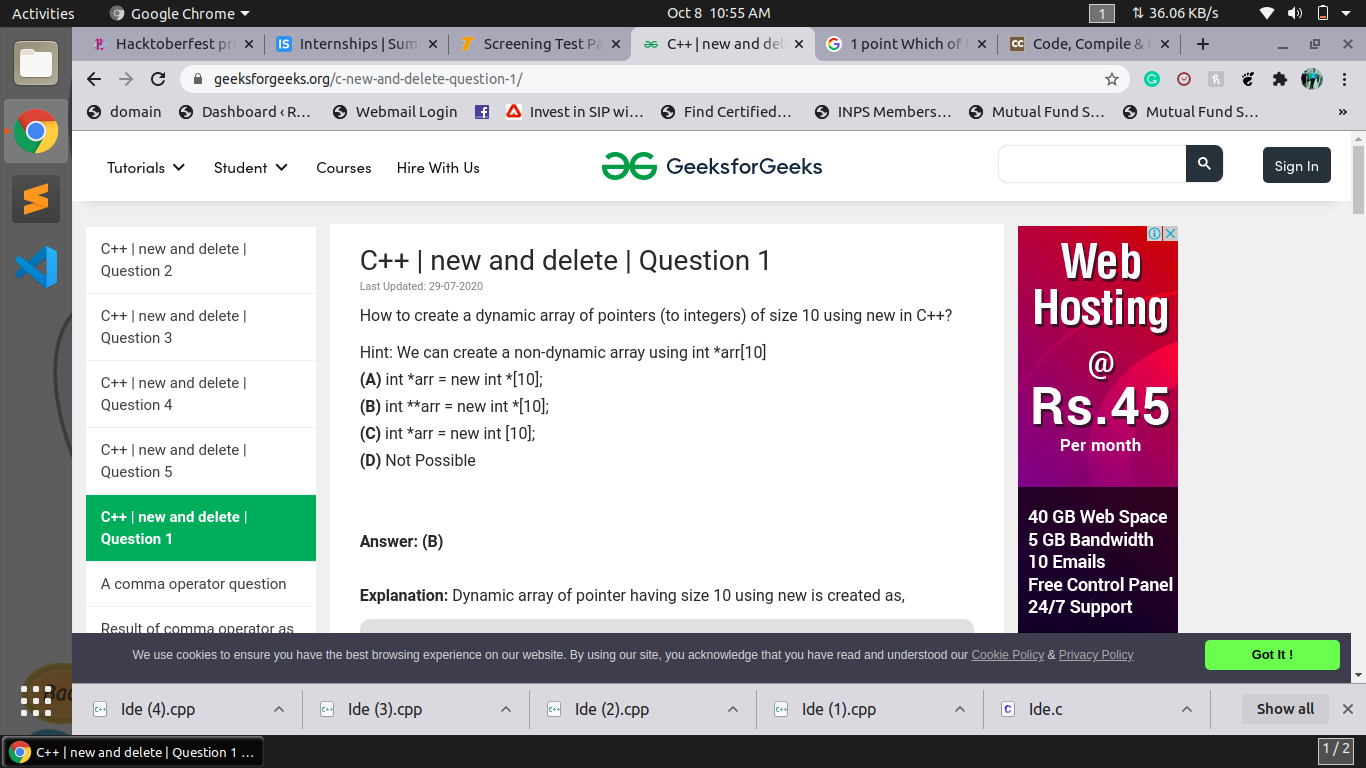 Activities
Google Chrome
Oct 8 10:55 AM
1
36.06 KB/s
Hacktoberfest pr
Internships | Sum
Screening Test Pa
C++ | new and del
1 point Which of
Code, Compile &
geeksforgeeks.org/c-new-and-delete-question-1/
domain
Dashboard ‹ R...
Webmail Login
Invest in SIP wi...
Find Certified...
INPS Members...
Mutual Fund S...
Mutual Fund S...
»
Tutorials
Student
Courses
Hire With Us
GeeksforGeeks
Sign In
C++ | new and delete |
Question 2
C++ | new and delete |
Question 3
C++ | new and delete |
Question 4
C++ | new and delete |
Question 5
C++ | new and delete |
Question 1
A comma operator question
Result of comma operator as
C++ | new and delete | Question 1
Last Updated: 29-07-2020
How to create a dynamic array of pointers (to integers) of size 10 using new in C++?
Hint: We can create a non-dynamic array using int *arr[10]
(A) int *arr = new int *[10];
(B) int **arr = new int *[10];
(C) int *arr = new int [10];
(D) Not Possible
Answer: (B)
Explanation: Dynamic array of pointer having size 10 using new is created as,
Web
Hosting
@
Rs.45
Per month
40 GB Web Space
5 GB Bandwidth
10 Emails
Free Control Panel
24/7 Support
We use cookies to ensure you have the best browsing experience on our website. By using our site, you acknowledge that you have read and understood our Cookie Policy & Privacy Policy
Got It !
Ide (4).cpp
Ide (3).cpp
Ide (2).cpp
Ide (1).cpp
Ide.c
Show all
C++ | new and delete | Question 1 ...
1 / 2